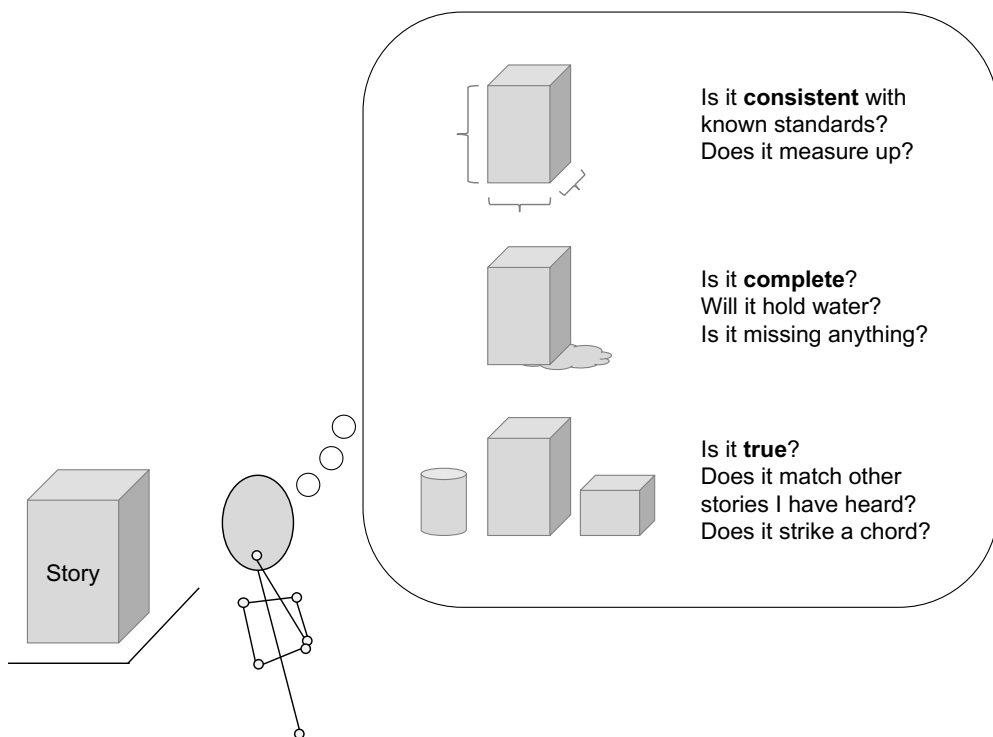 Is it consistent with
known standards?
Does it measure up?
Is it complete?
Will it hold water?
Is it missing anything?
Is it true?
Does it match other
stories I have heard?
Does it strike a chord?
Story